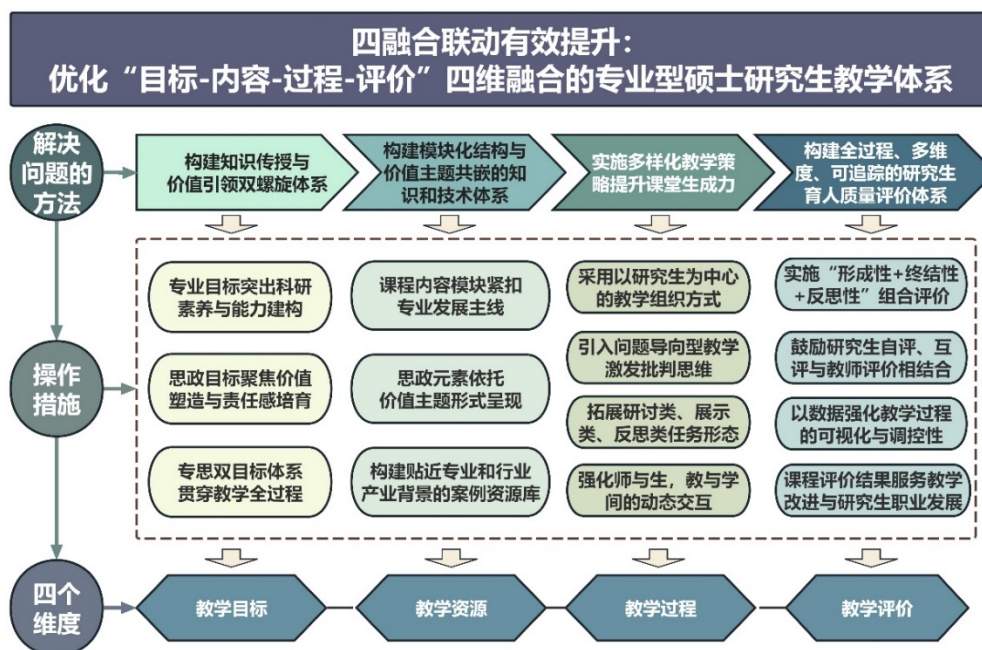 四融合联动有效提升：
优化“目标-内容-过程-评价”四维融合的专业型硕士研究生教学体系
解决
问题的
方法
构建知识传授与
价值引领双螺旋体系
构建模块化结构与
价值主题共嵌的知
识和技术体系
实施多样化教学策
略提升课堂生成力
构建全过程、多维
度、可追踪的研究生
育人质量评价体系
操作
措施
专业目标突出科研
素养与能力建构
思政目标聚焦价值
塑造与责任感培育
专思双目标体系
贯穿教学全过程
课程内容模块紧扣
专业发展主线
思政元素依托
价值主题形式呈现
构建贴近专业和行业
产业背景的案例资源库
采用以研究生为中心
的教学组织方式
引入问题导向型教学
激发批判思维
拓展研讨类、展示
类、反思类任务形态
强化师与生，教与学
间的动态交互
实施“形成性+终结性
+反思性”组合评价
鼓励研究生自评、互
评与教师评价相结合
以数据强化教学过程
的可视化与调控性
课程评价结果服务教学
改进与研究生职业发展
四个
维度
教学目标
教学资源
教学过程
教学评价